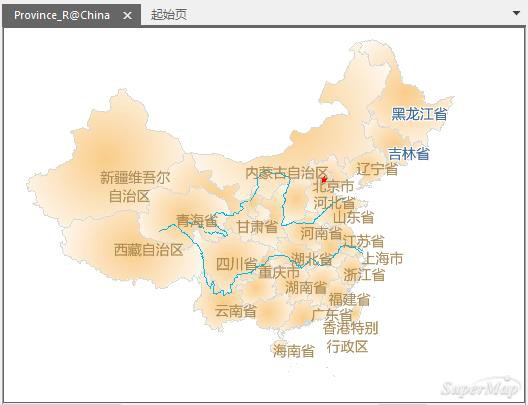 Province_R@China
起始页
黑龙江省
吉林省
辽宁省
内蒙古自治区
新疆维吾尔
自治区
北京市
河北省
山东省
青海省
甘肃省
河南省
江苏省
西藏自治区
四川省
湖北省
上海市
重庆市
浙江省
湖南省
福建省
云南省
广东省
香港特别
行政区
海南省
SuperMap